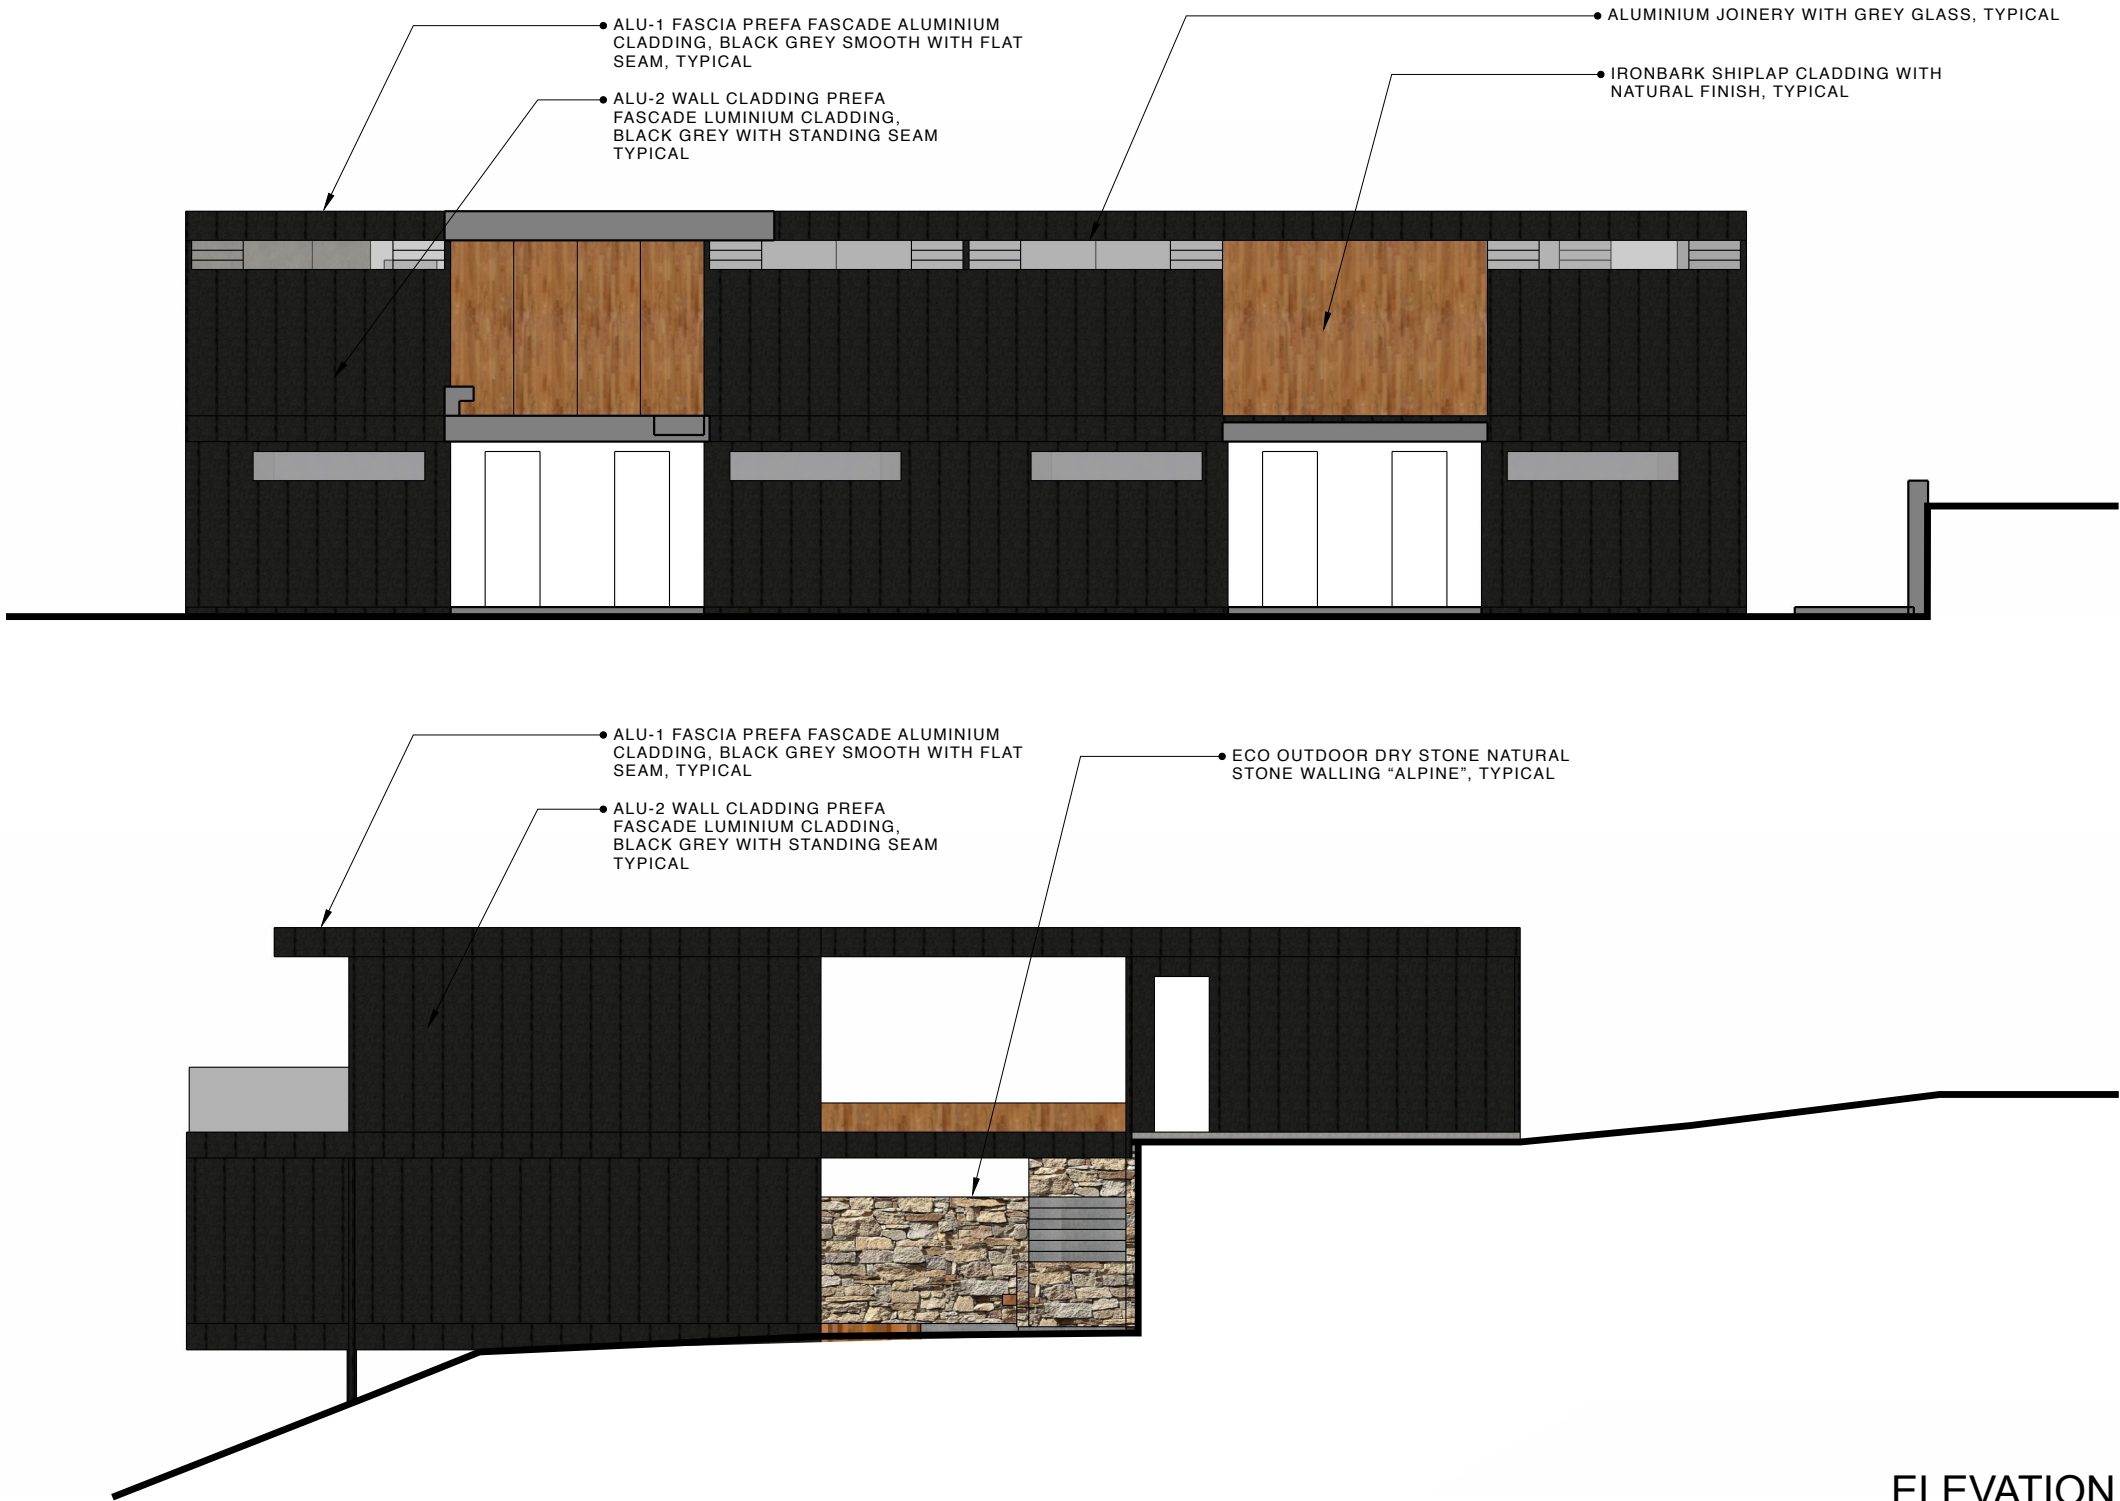 ALU-1 FASCIA PREFA FASCADE ALUMINIUM
CLADDING, BLACK GREY SMOOTH WITH FLAT
SEAM, TYPICAL
ALU-2 WALL CLADDING PREFA
FASCADE LUMINIUM CLADDING,
BLACK GREY WITH STANDING SEAM
TYPICAL
ALUMINIUM JOINERY WITH GREY GLASS, TYPICAL
IRONBARK SHIPLAP CLADDING WITH
NATURAL FINISH, TYPICAL
ALU-1 FASCIA PREFA FASCADE ALUMINIUM
CLADDING, BLACK GREY SMOOTH WITH FLAT
SEAM, TYPICAL
ALU-2 WALL CLADDING PREFA
FASCADE LUMINIUM CLADDING,
BLACK GREY WITH STANDING SEAM
TYPICAL
ECO OUTDOOR DRY STONE NATURAL
STONE WALLING “ALPINE”, TYPICAL
ELEVATION